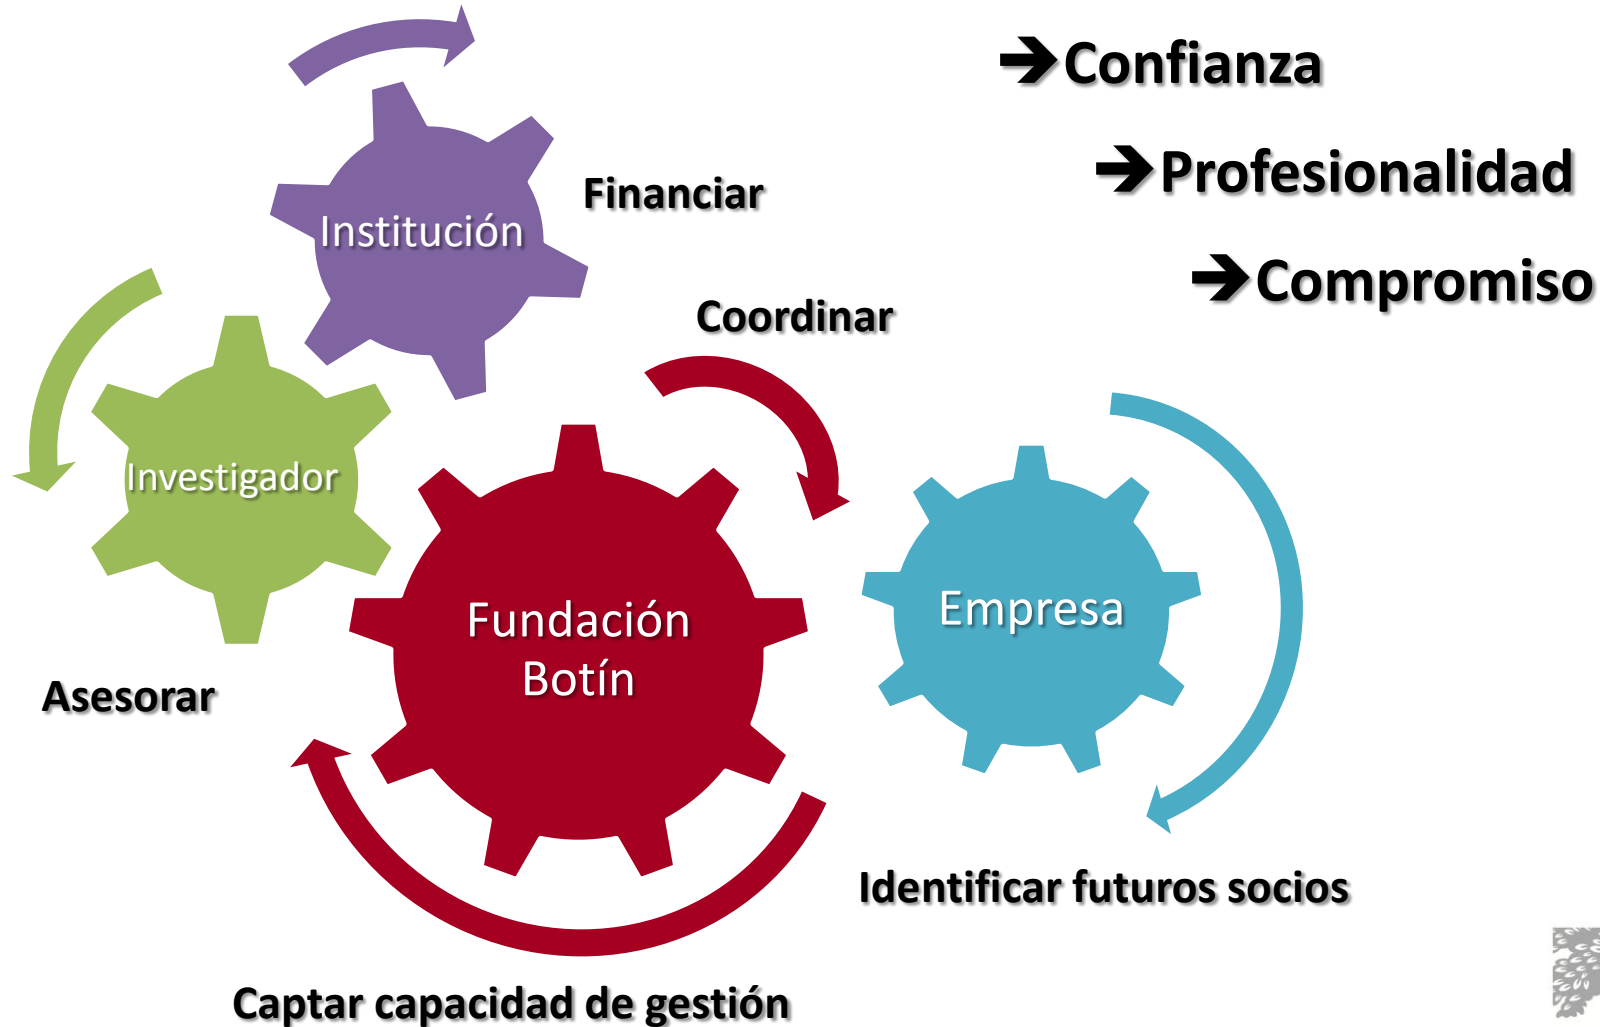 ➔Confianza
➔Profesionalidad
➔Compromiso
Financiar
Institución
Coordinar
Investigador
Asesorar
Fundación
Botín
Empresa
Identificar futuros socios
Captar capacidad de gestión